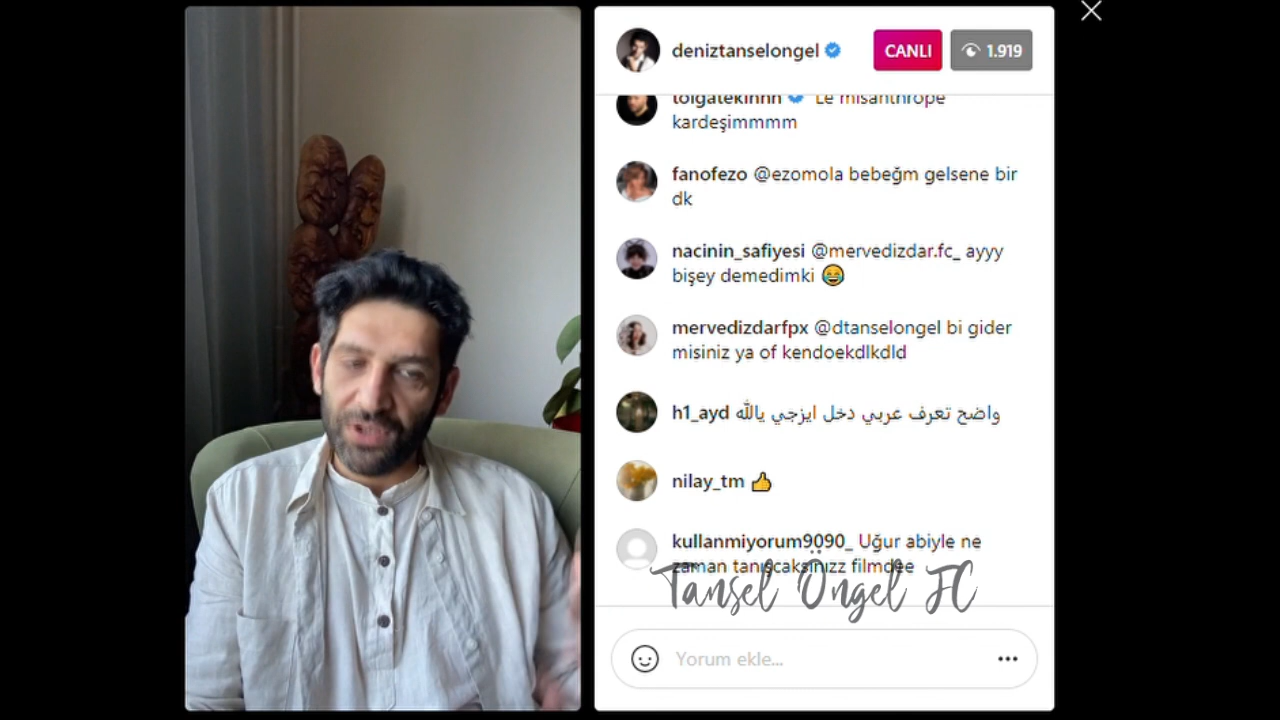 deniztanselongel CANLI 1.919
tolgatekinnn Le misanthrope
kardeşimmmm
fanofezo @ezomola bebeğm gelsene bir
dk
nacinin_safiyesi @mervedizdar.fc_ ayyy
bişey demedimki 😂
mervedizdarfpx @dtanselongel bi gider
misiniz ya of kendoekdlkdld
h1_ayd واضح تعرف عربي دخل ايزجي يالله
nilay_tm 👍
kullanmiyorum9090_ Uğur abiyle ne
zaman tanışcaksınızz filmdee
Tansel Öngel FC
Yorum ekle...